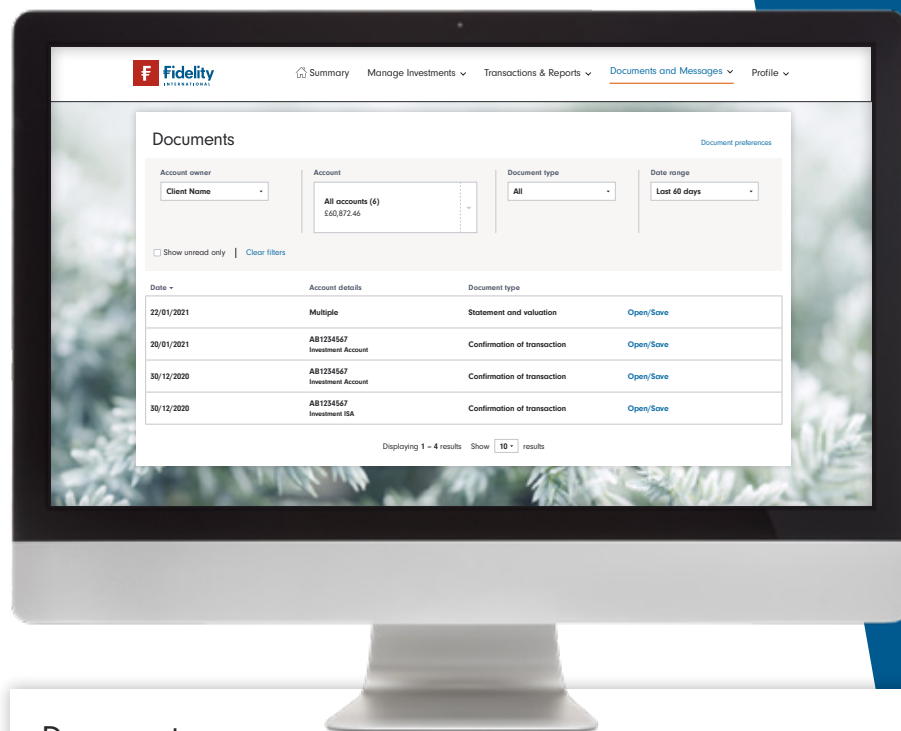 Fidelity
INTERNATIONAL
Summary Manage Investments Transactions & Reports Documents and Messages Profile
Documents
Document preferences
Account owner Account Document type Date range
Client Name All accounts (6) All Last 60 days
£60,872.46
Show unread only | Clear filters
Date Account details Document type
22/01/2021 Multiple Statement and valuation Open/Save
20/01/2021 AB1234567 Confirmation of transaction Open/Save
Investment Account
30/12/2020 AB1234567 Confirmation of transaction Open/Save
Investment Account
30/12/2020 AB1234567 Confirmation of transaction Open/Save
Investment ISA
Displaying 1 – 4 results Show 10 results